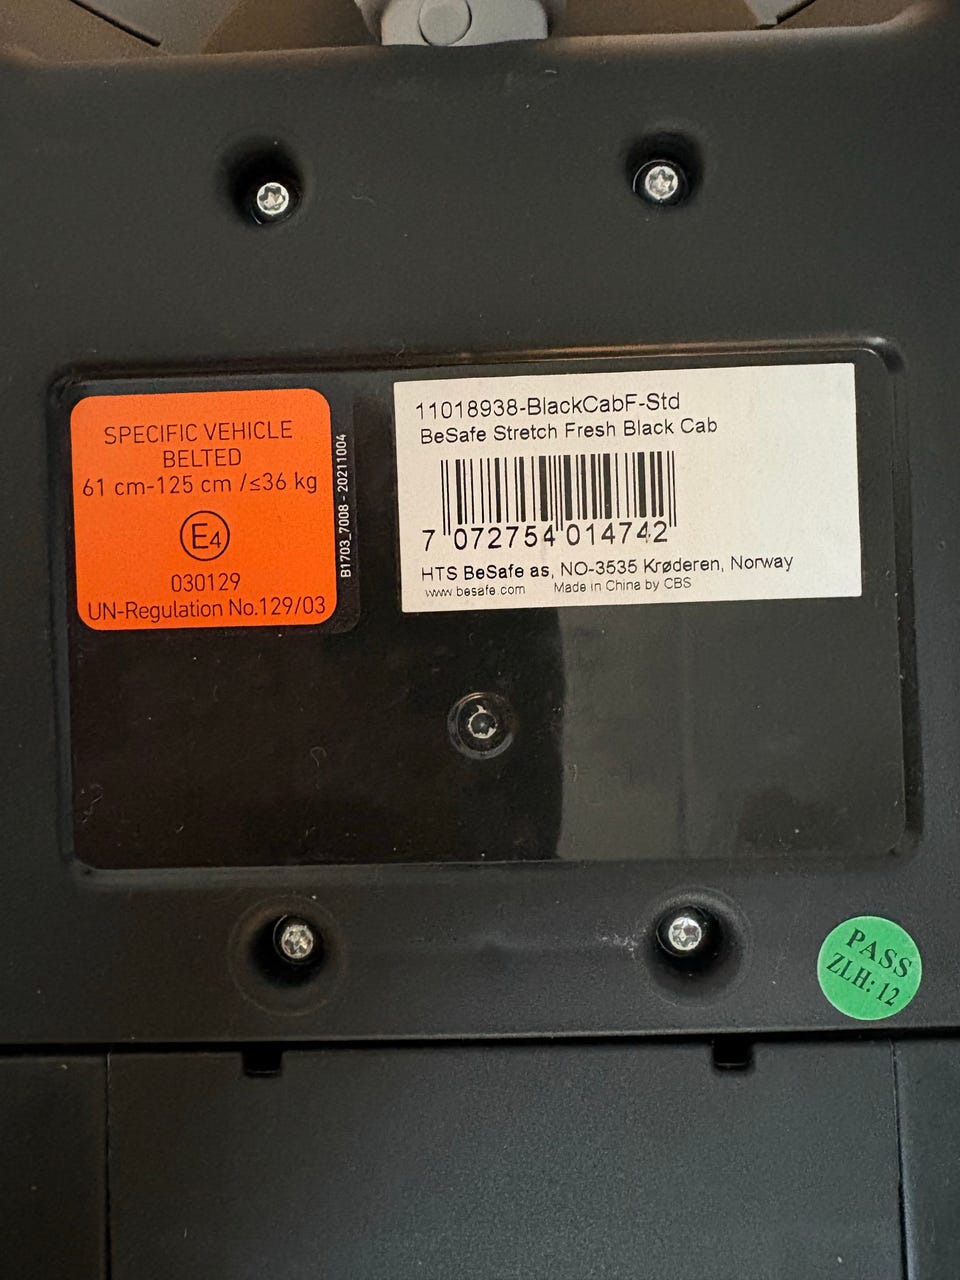 SPECIFIC VEHICLE
BELTED
61 cm-125 cm /≤36 kg
E4
030129
UN-Regulation No.129/03
B1703_7008 - 20211004
11018938-BlackCabF-Std
BeSafe Stretch Fresh Black Cab
7 072754 014742
HTS BeSafe as, NO-3535 Krøderen, Norway
www.besafe.com Made in China by CBS
PASS
ZLH: 12